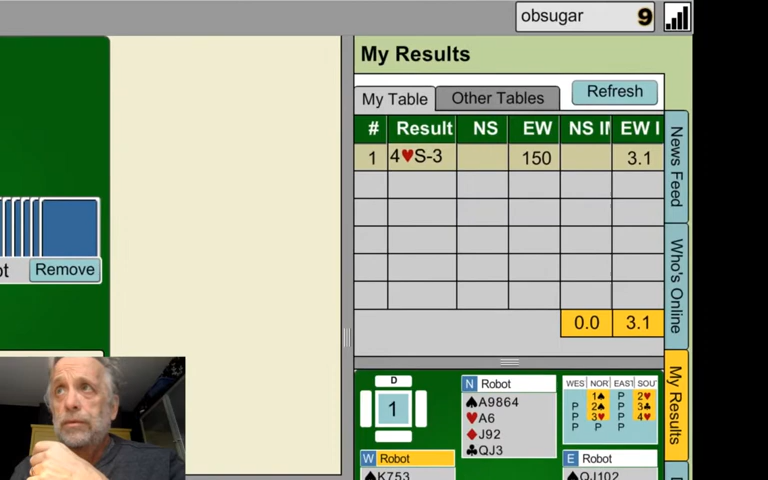 obsugar 9
My Results
My Table Other Tables Refresh
# Result NS EW NS I EW I
1 4♥S-3 150 3.1
0.0 3.1
Remove
News Feed
Who's Online
My Results
D
1
N Robot
♠A9864
♥A6
♦J92
♣QJ3
WES NOR EAST SOU
1♠ P 2♥
P 2♠ P 3♣
P 3♥ P 4♥
P P P
W Robot
♠K753
E Robot
♠QJ102